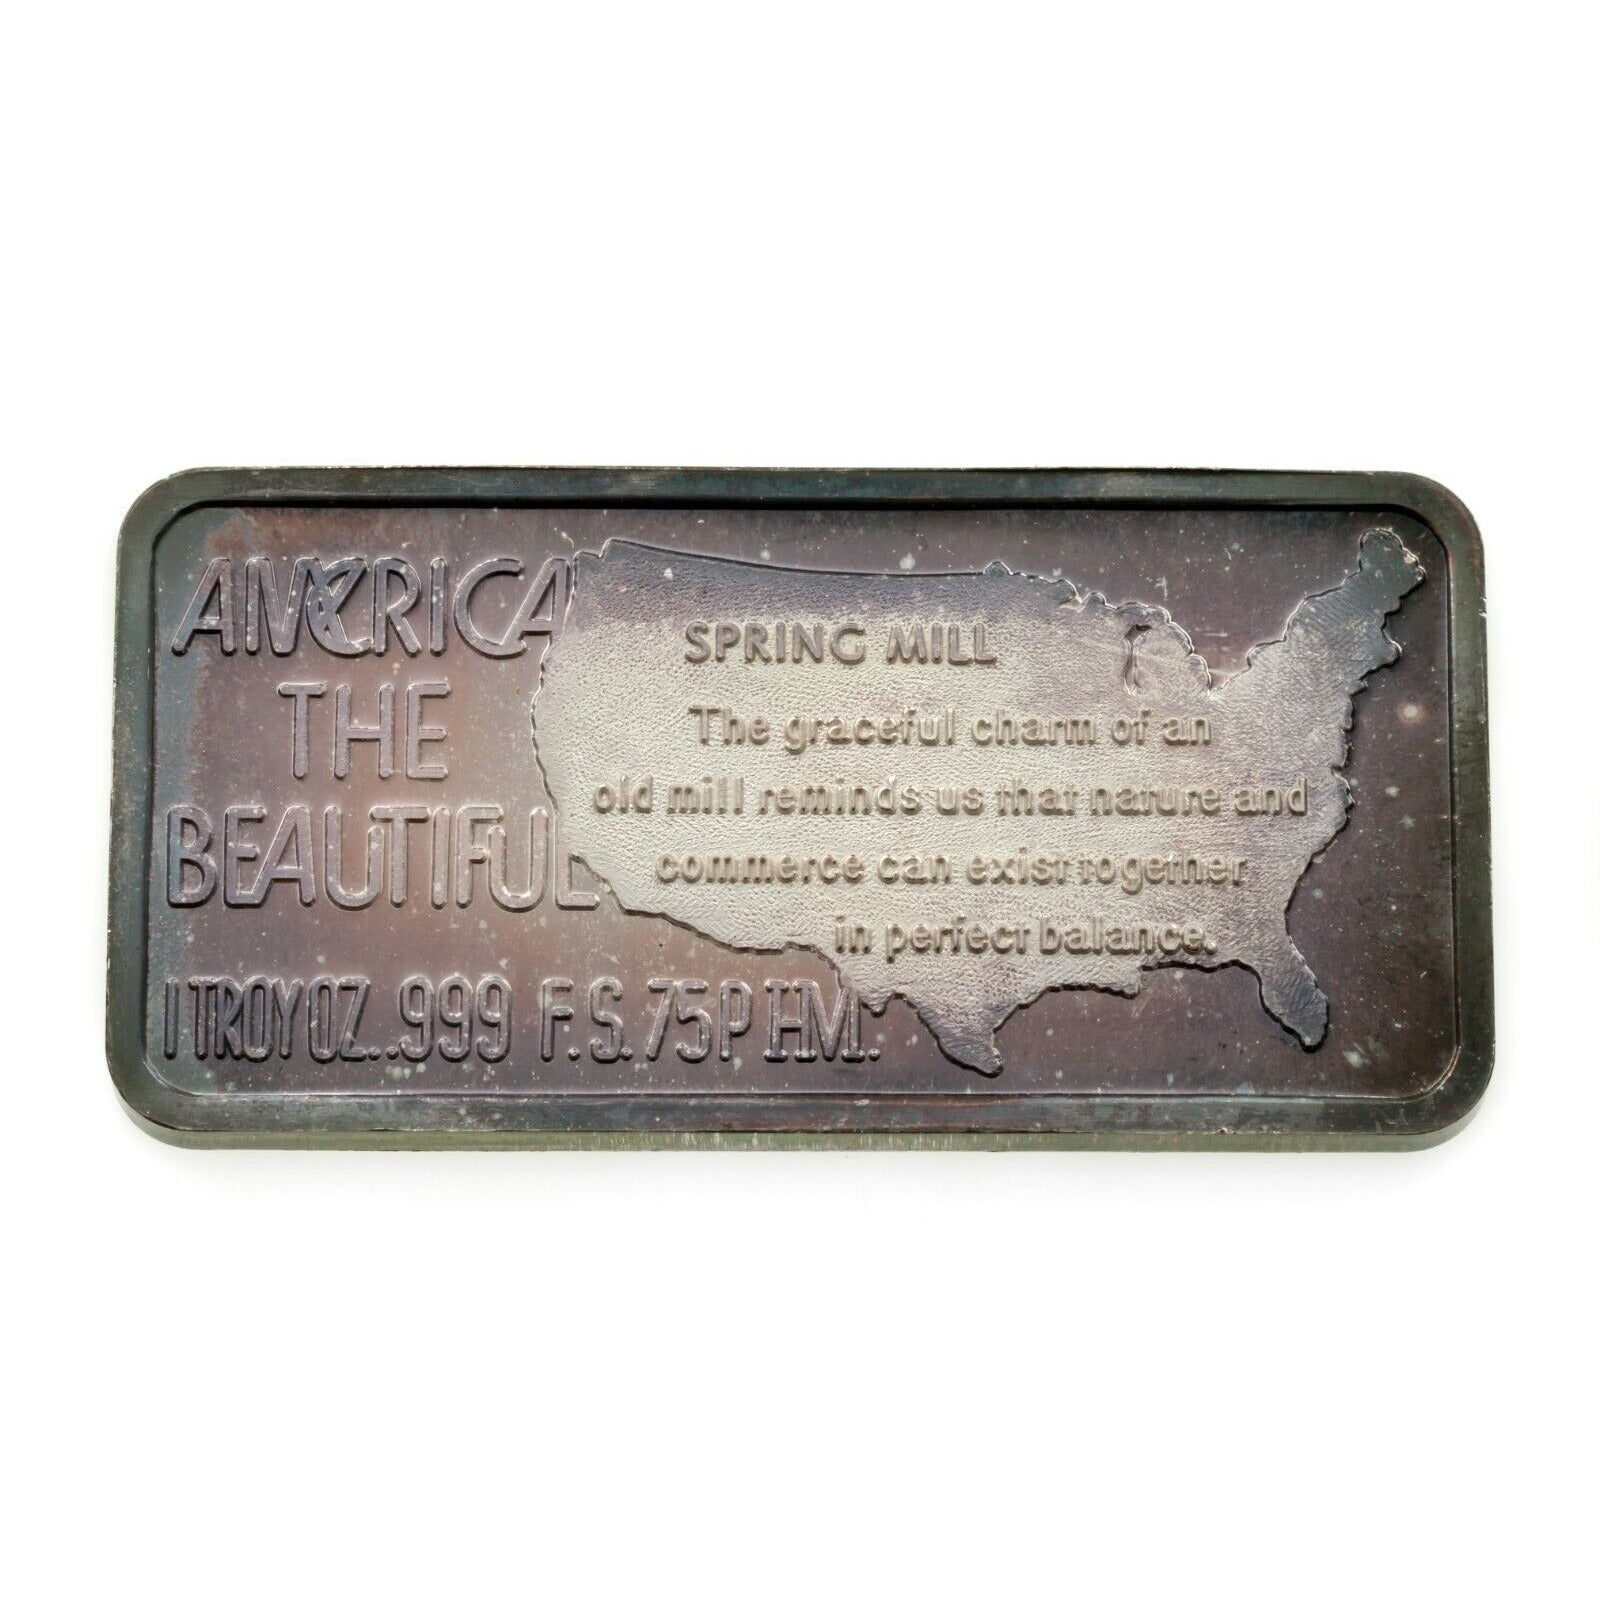 AMERICA
THE
BEAUTIFUL
1 TROY OZ. .999 F.S. 75P HM.
SPRING MILL
The graceful charm of an
old mill reminds us that nature and
commerce can exist together
in perfect balance.